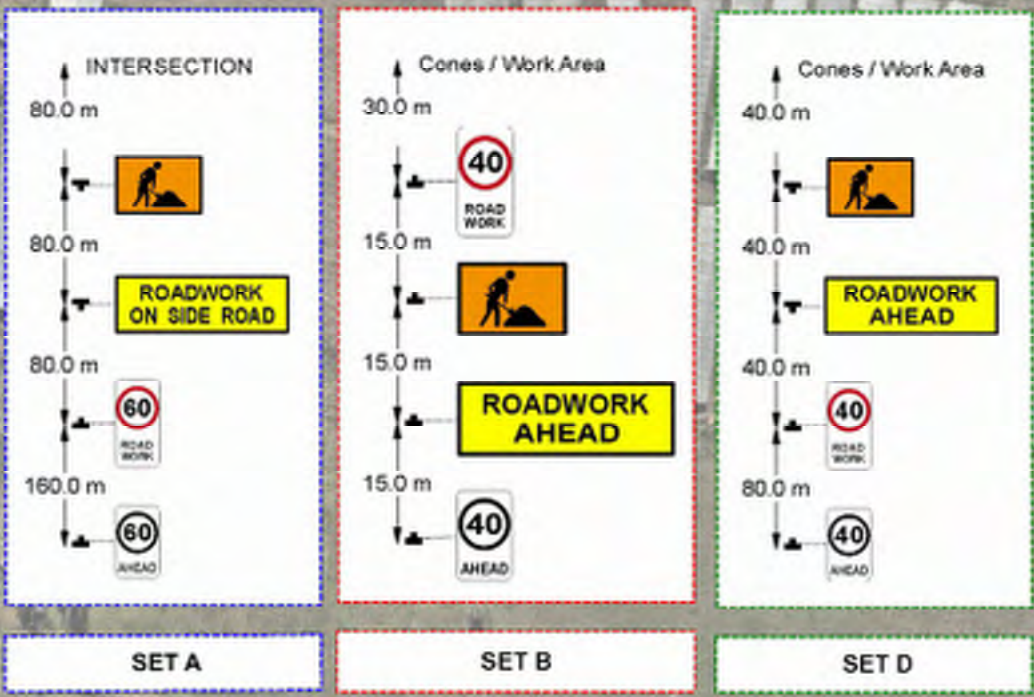 INTERSECTION
80.0 m
80.0 m
ROADWORK
ON SIDE ROAD
80.0 m
60
ROAD
WORK
160.0 m
60
AHEAD
SET A
Cones / Work Area
30.0 m
40
ROAD
WORK
15.0 m
15.0 m
ROADWORK
AHEAD
15.0 m
40
AHEAD
SET B
Cones / Work Area
40.0 m
40.0 m
ROADWORK
AHEAD
40.0 m
40
ROAD
WORK
80.0 m
40
AHEAD
SET D